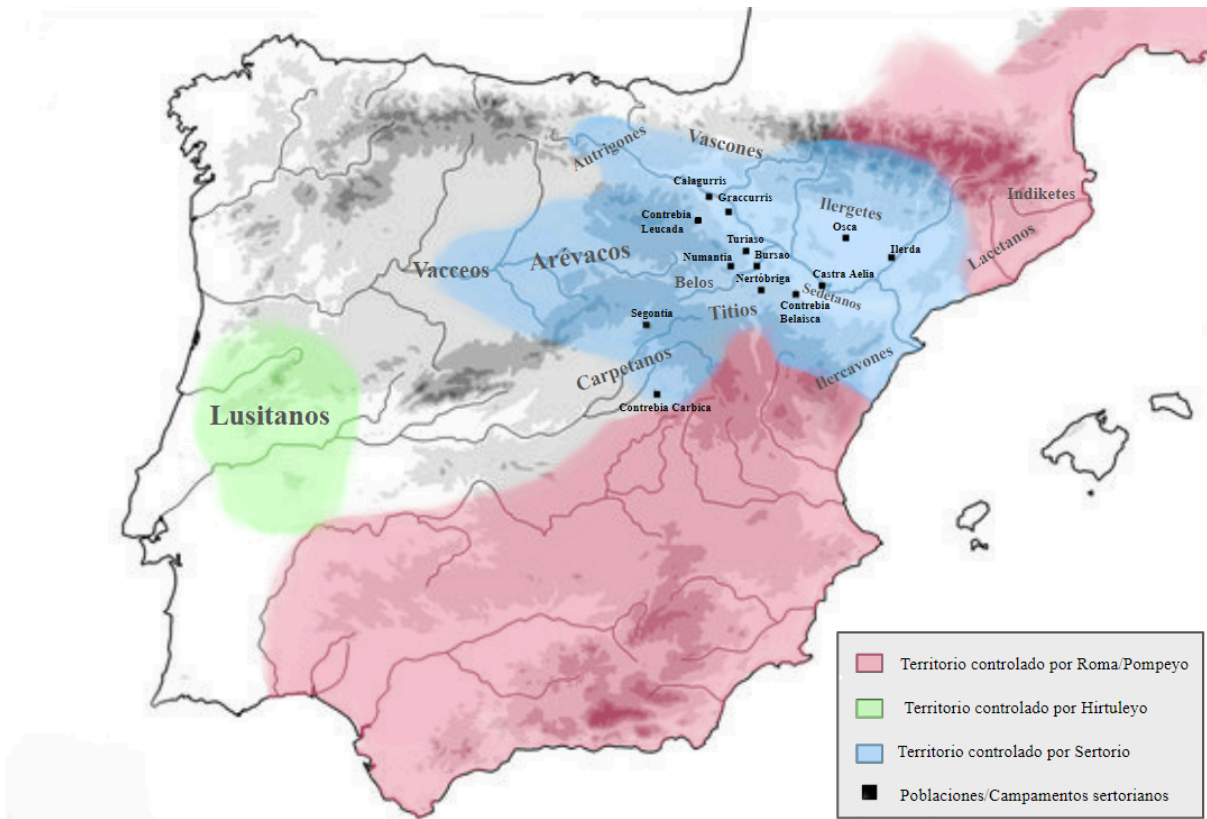 Autrigones
Vascones
Calagurris
Graccurris
Indiketes
Ilergetes
Contrebia
Leucada
Osca
Turiaso
Ilerda
Lacetanos
Arévacos
Numantia
Bursao
Vacceos
Belos
Nertóbriga
Castra Aelia
Sedetanos
Contrebia
Belaisca
Segontia
Titios
Carpetanos
Ilercavones
Contrebia Carbica
Lusitanos
Territorio controlado por Roma/Pompeyo
Territorio controlado por Hirtuleyo
Territorio controlado por Sertorio
Poblaciones/Campamentos sertorianos